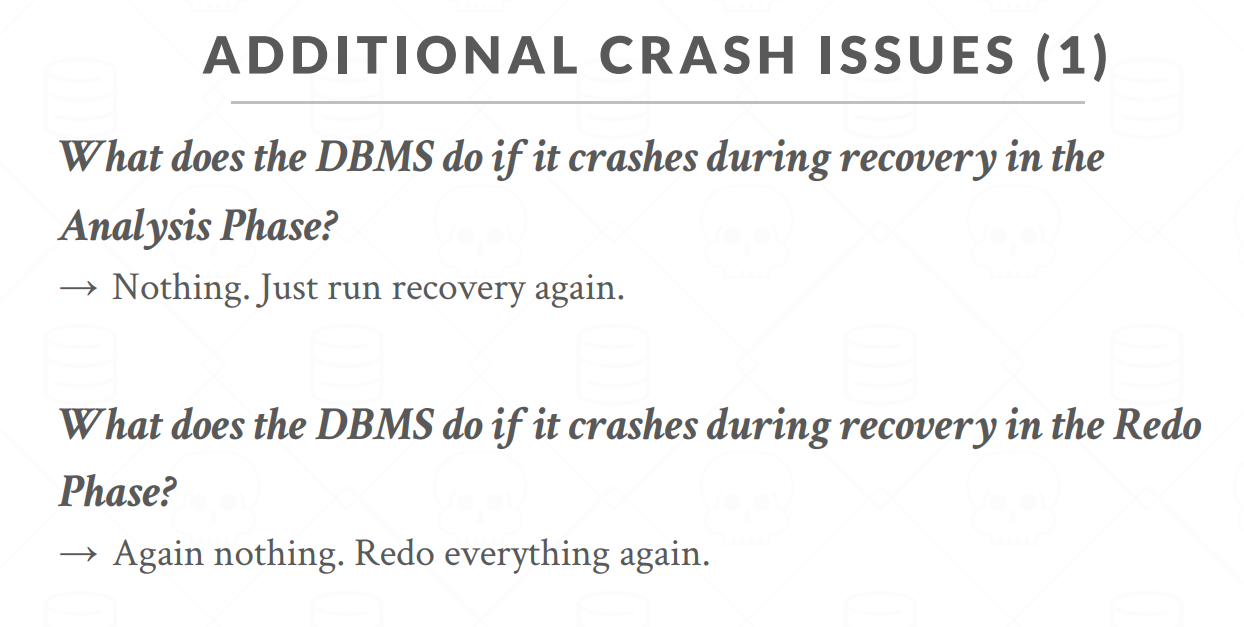 ADDITIONAL CRASH ISSUES (1)
What does the DBMS do if it crashes during recovery in the
Analysis Phase?
→ Nothing. Just run recovery again.
What does the DBMS do if it crashes during recovery in the Redo
Phase?
→ Again nothing. Redo everything again.